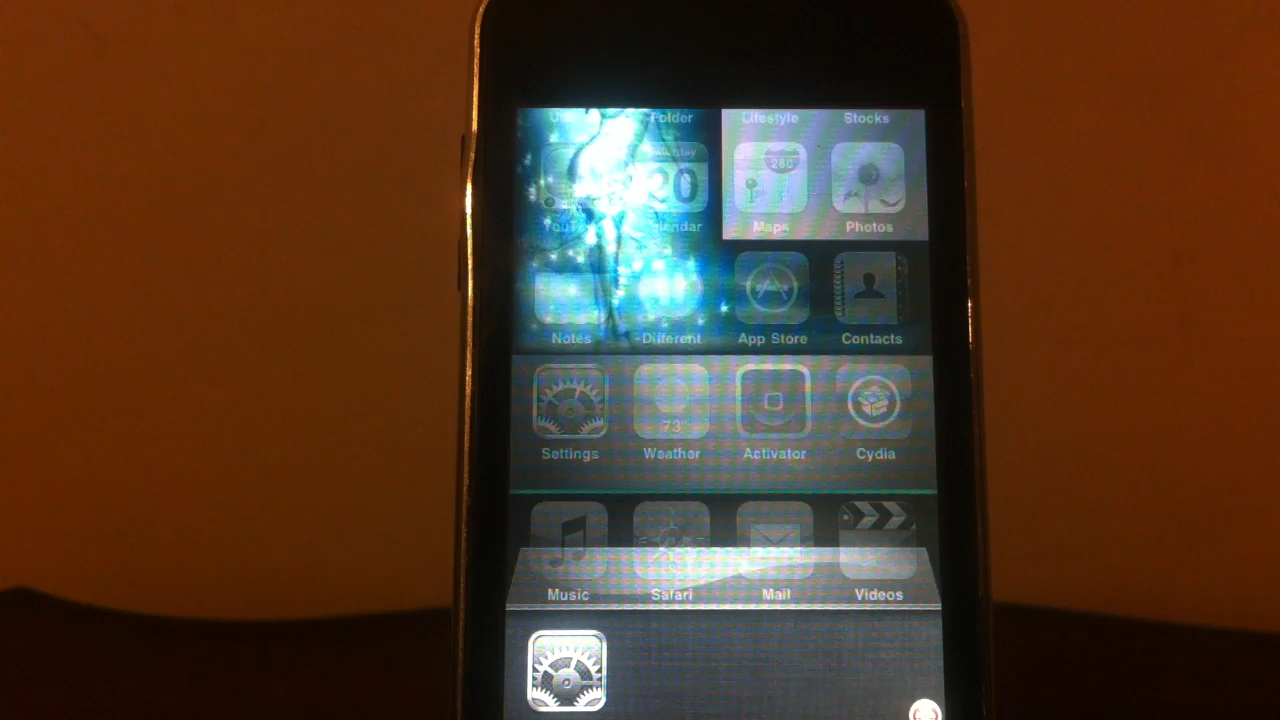 Folder Lifestyle Stocks
20 280
Maps Photos
Notes Different App Store Contacts
73
Settings Weather Activator Cydia
Music Safari Mail Videos